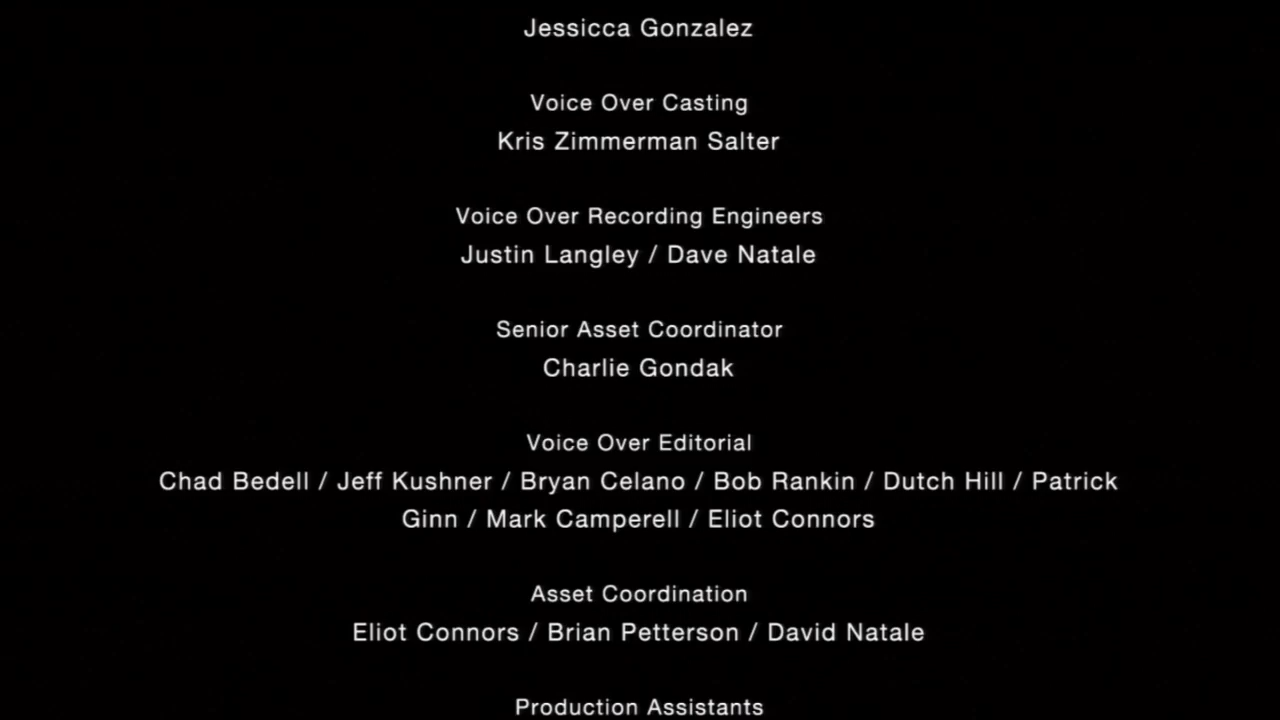 Jessicca Gonzalez
Voice Over Casting
Kris Zimmerman Salter
Voice Over Recording Engineers
Justin Langley / Dave Natale
Senior Asset Coordinator
Charlie Gondak
Voice Over Editorial
Chad Bedell / Jeff Kushner / Bryan Celano / Bob Rankin / Dutch Hill / Patrick
Ginn / Mark Camperell / Eliot Connors
Asset Coordination
Eliot Connors / Brian Petterson / David Natale
Production Assistants